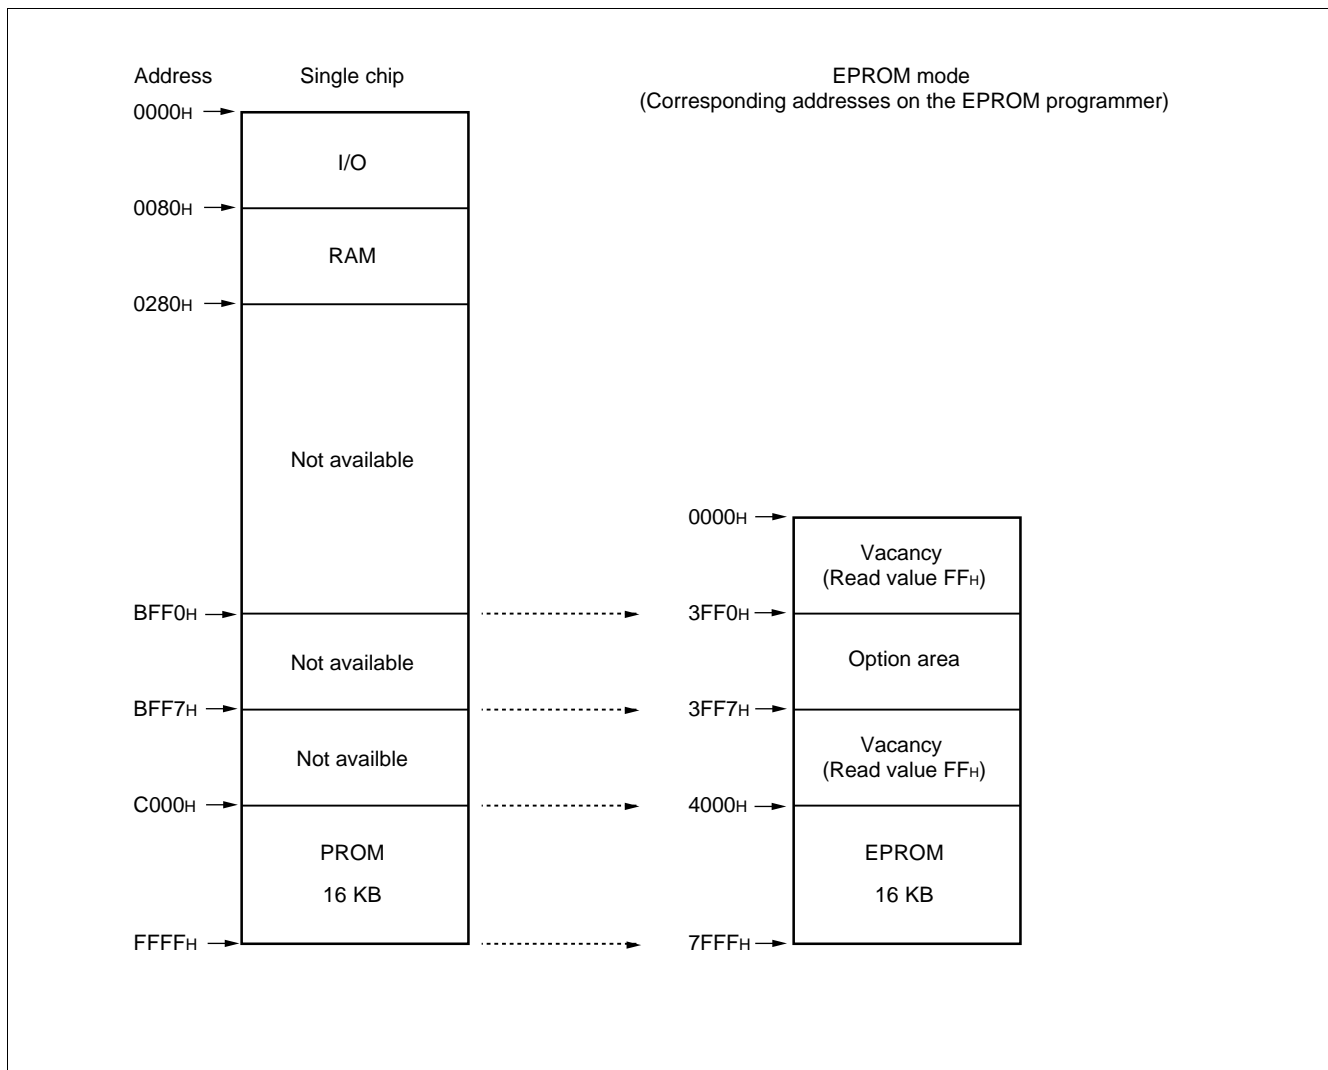 Address
Single chip
EPROM mode
(Corresponding addresses on the EPROM programmer)
0000H
I/O
0080H
RAM
0280H
Not available
0000H
Vacancy
(Read value FFH)
BFF0H
3FF0H
Not available
Option area
BFF7H
3FF7H
Not availble
Vacancy
(Read value FFH)
C000H
4000H
PROM
16 KB
EPROM
16 KB
FFFFH
7FFFH